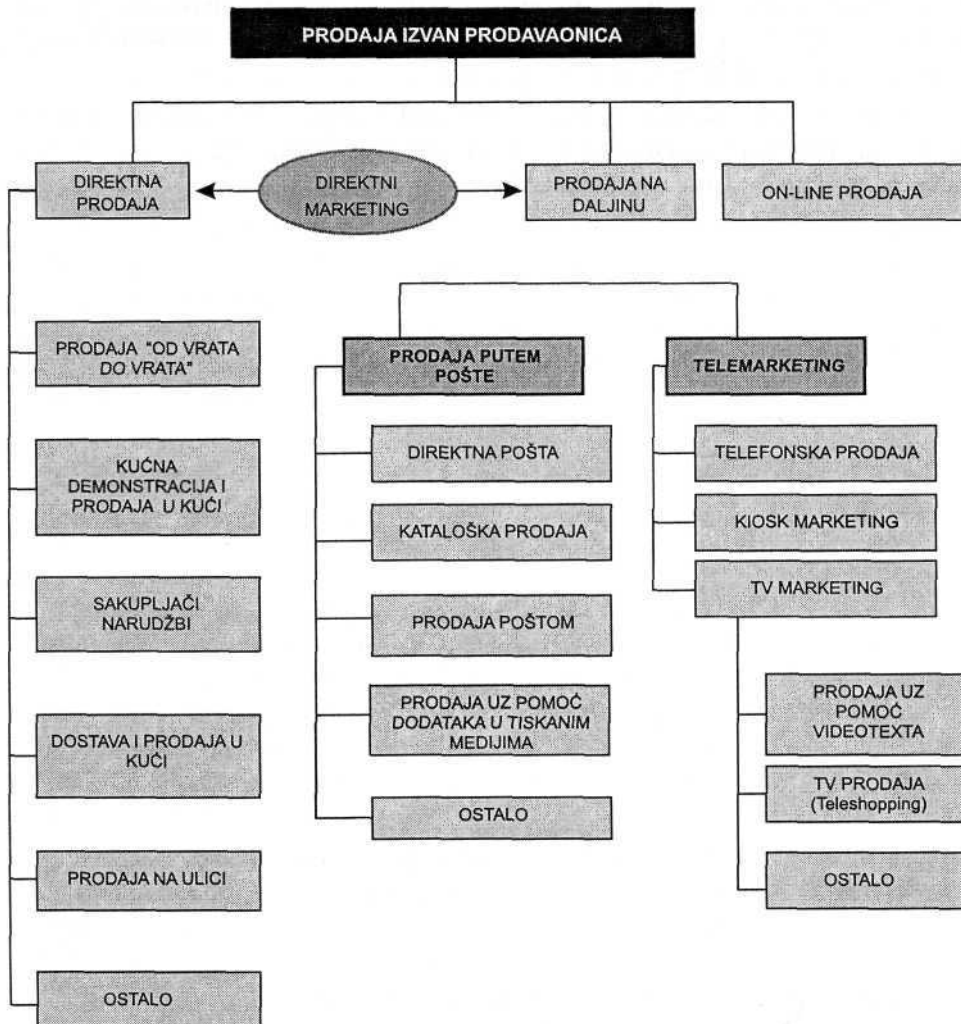 PRODAJA IZVAN PRODAVAONICA
DIREKTNA
PRODAJA
DIREKTNI
MARKETING
PRODAJA NA
DALJINU
ON-LINE PRODAJA
PRODAJA "OD VRATA
DO VRATA"
KUĆNA
DEMONSTRACIJA I
PRODAJA U KUĆI
SAKUPLJAČI
NARUDŽBI
DOSTAVA I PRODAJA U
KUĆI
PRODAJA NA ULICI
OSTALO
PRODAJA PUTEM
POŠTE
DIREKTNA POŠTA
KATALOŠKA PRODAJA
PRODAJA POŠTOM
PRODAJA UZ POMOĆ
DODATAKA U TISKANIM
MEDIJIMA
OSTALO
TELEMARKETING
TELEFONSKA PRODAJA
KIOSK MARKETING
TV MARKETING
PRODAJA UZ
POMOĆ
VIDEOTEXTA
TV PRODAJA
(Teleshopping)
OSTALO